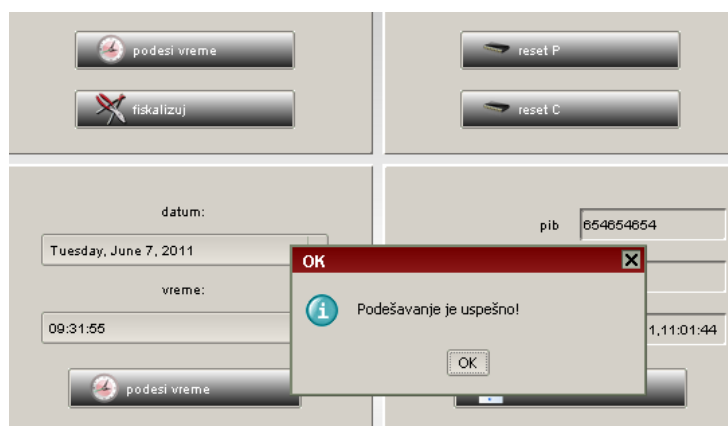 podesi vreme
reset P
fiskalizuj
reset C
datum:
pib
654654654
Tuesday, June 7, 2011
OK
vreme:
Podešavanje je uspešno!
09:31:55
1,11:01:44
OK
podesi vreme